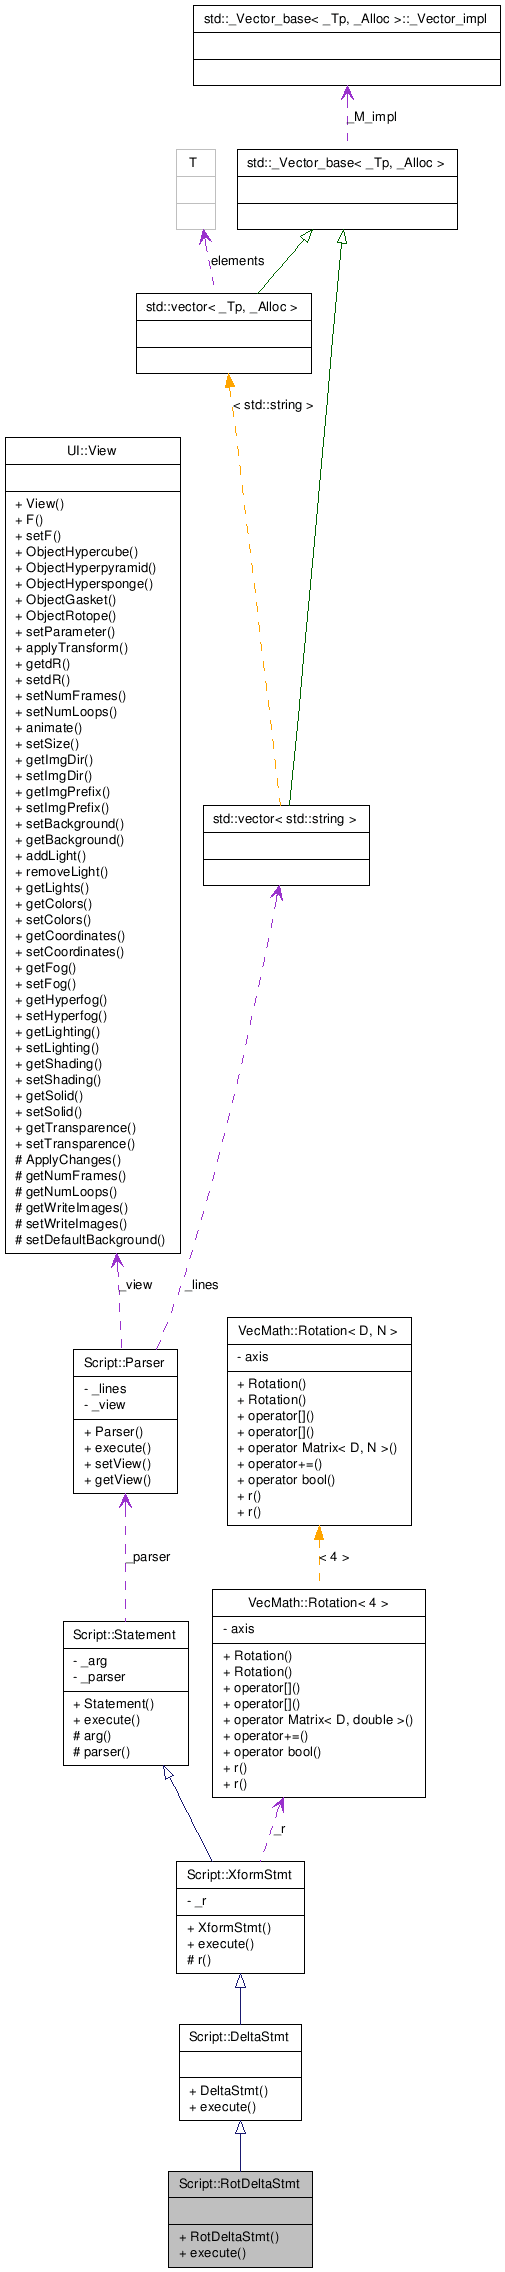 std::_Vector_base< _Tp, _Alloc >::_Vector_impl
_M_impl
T
std::_Vector_base< _Tp, _Alloc >
elements
std::vector< _Tp, _Alloc >
< std::string >
UI::View
+ View()
+ F()
+ setF()
+ ObjectHypercube()
+ ObjectHyperpyramid()
+ ObjectHypersponge()
+ ObjectGasket()
+ ObjectRotope()
+ setParameter()
+ applyTransform()
+ getdR()
+ setdR()
+ setNumFrames()
+ setNumLoops()
+ animate()
+ setSize()
+ getImgDir()
+ setImgDir()
+ getImgPrefix()
+ setImgPrefix()
+ setBackground()
+ getBackground()
+ addLight()
+ removeLight()
+ getLights()
+ getColors()
+ setColors()
+ getCoordinates()
+ setCoordinates()
+ getFog()
+ setFog()
+ getHyperfog()
+ setHyperfog()
+ getLighting()
+ setLighting()
+ getShading()
+ setShading()
+ getSolid()
+ setSolid()
+ getTransparence()
+ setTransparence()
# ApplyChanges()
# getNumFrames()
# getNumLoops()
# getWriteImages()
# setWriteImages()
# setDefaultBackground()
std::vector< std::string >
_view
_lines
Script::Parser
- _lines
- _view
+ Parser()
+ execute()
+ setView()
+ getView()
VecMath::Rotation< D, N >
- axis
+ Rotation()
+ Rotation()
+ operator[]()
+ operator[]()
+ operator Matrix< D, N >()
+ operator+=()
+ operator bool()
+ r()
+ r()
_parser
< 4 >
Script::Statement
- _arg
- _parser
+ Statement()
+ execute()
# arg()
# parser()
VecMath::Rotation< 4 >
- axis
+ Rotation()
+ Rotation()
+ operator[]()
+ operator[]()
+ operator Matrix< D, double >()
+ operator+=()
+ operator bool()
+ r()
+ r()
_r
Script::XformStmt
- _r
+ XformStmt()
+ execute()
# r()
Script::DeltaStmt
+ DeltaStmt()
+ execute()
Script::RotDeltaStmt
+ RotDeltaStmt()
+ execute()